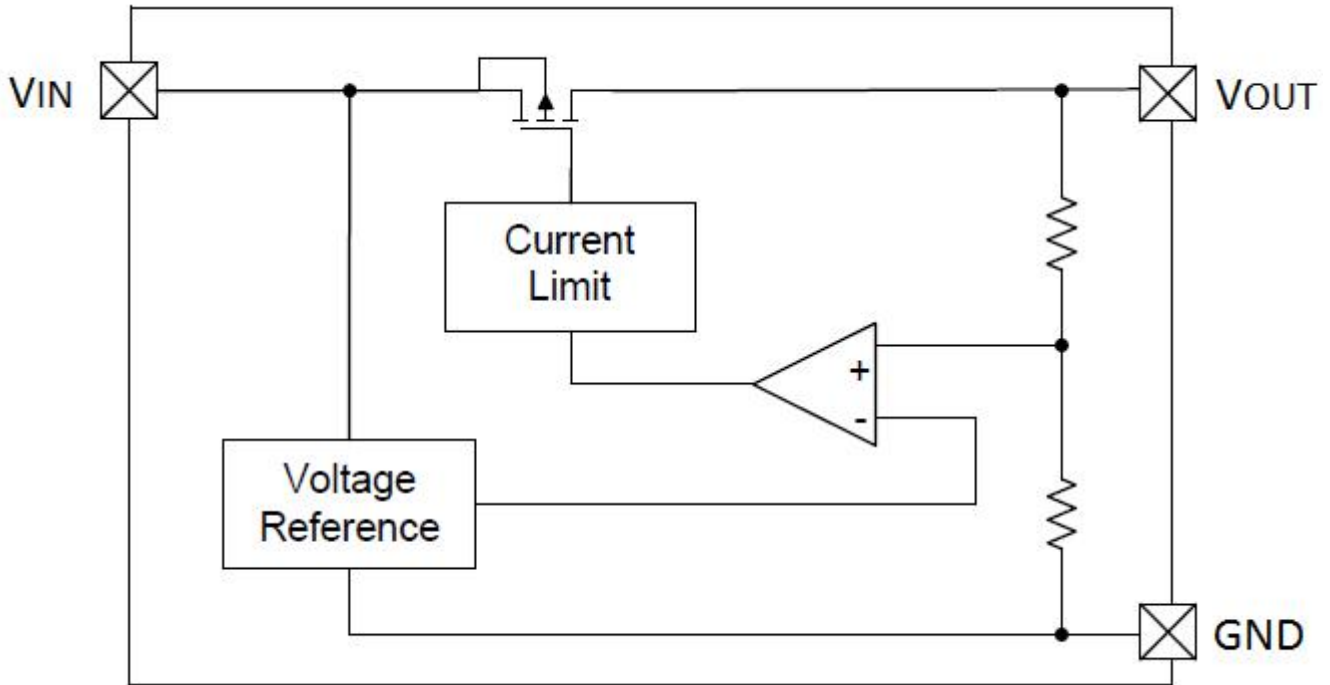 VIN
VOUT
Current
Limit
+
-
Voltage
Reference
GND